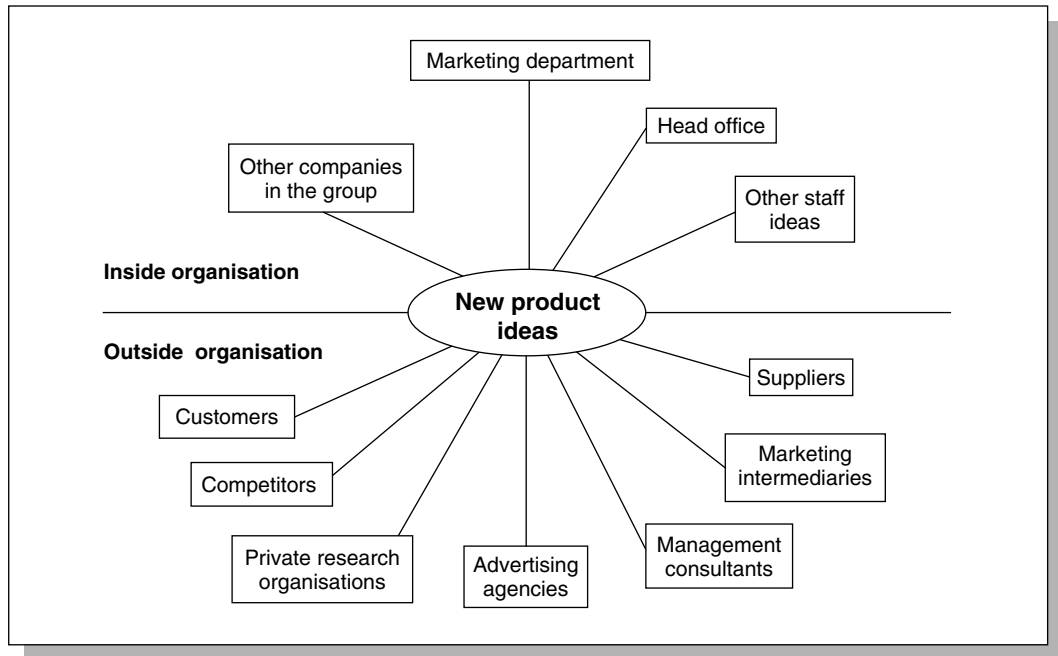 Marketing department
Head office
Other companies
in the group
Other staff
ideas
Inside organisation
New product
ideas
Outside organisation
Suppliers
Customers
Marketing
intermediaries
Competitors
Private research
organisations
Advertising
agencies
Management
consultants